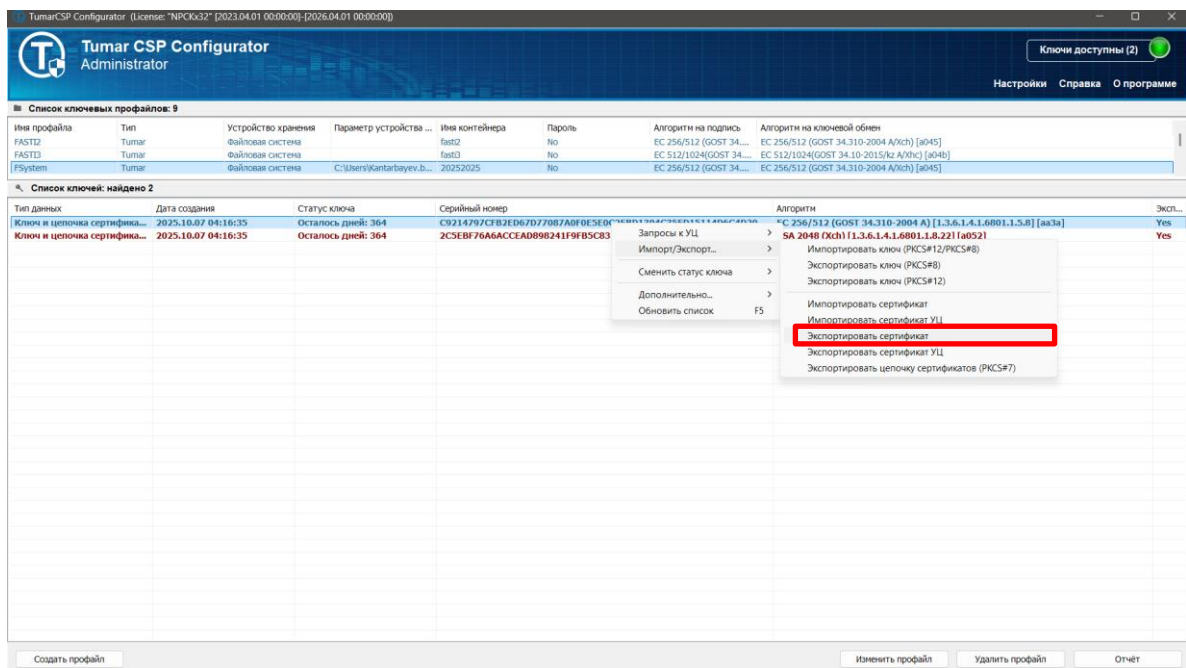 TumarCSP Configurator (License: "NPCKx32" [2023.04.01 00:00:00]-[2026.04.01 00:00:00])
Tumar CSP Configurator
Administrator
Ключи доступны (2)
Настройки Справка О программе
Список ключевых профайлов: 9
Имя профайла Тип Устройство хранения Параметр устройства ... Имя контейнера Пароль Алгоритм на подпись Алгоритм на ключевой обмен
FASTI2 Tumar Файловая система fasti2 No EC 256/512 (GOST 34.... EC 256/512 (GOST 34.310-2004 A/Xch) [a045]
FASTI3 Tumar Файловая система fasti3 No EC 512/1024(GOST 34.... EC 512/1024(GOST 34.10-2015/kz A/Xhc) [a04b]
FSystem Tumar Файловая система C:\Users\Kantarbayev.b... 20252025 No EC 256/512 (GOST 34.... EC 256/512 (GOST 34.310-2004 A/Xch) [a045]
Список ключей: найдено 2
Тип данных Дата создания Статус ключа Серийный номер Алгоритм Эксп...
Ключ и цепочка сертифика... 2025.10.07 04:16:35 Осталось дней: 364 EC 256/512 (GOST 34.310-2004 A) [1.3.6.1.4.1.6801.1.5.8] [aa3a] Yes
Ключ и цепочка сертифика... 2025.10.07 04:16:35 Осталось дней: 364 2C5EBF76A6ACCEAD898241F9FB5C83 SA 2048 (Xch) [1.3.6.1.4.1.6801.1.8.22] [a052] Yes
Запросы к УЦ
Импорт/Экспорт...
Сменить статус ключа
Дополнительно...
Обновить список F5
Импортировать ключ (PKCS#12/PKCS#8)
Экспортировать ключ (PKCS#8)
Экспортировать ключ (PKCS#12)
Импортировать сертификат
Импортировать сертификат УЦ
Экспортировать сертификат
Экспортировать сертификат УЦ
Экспортировать цепочку сертификатов (PKCS#7)
Создать профайл Изменить профайл Удалить профайл Отчёт